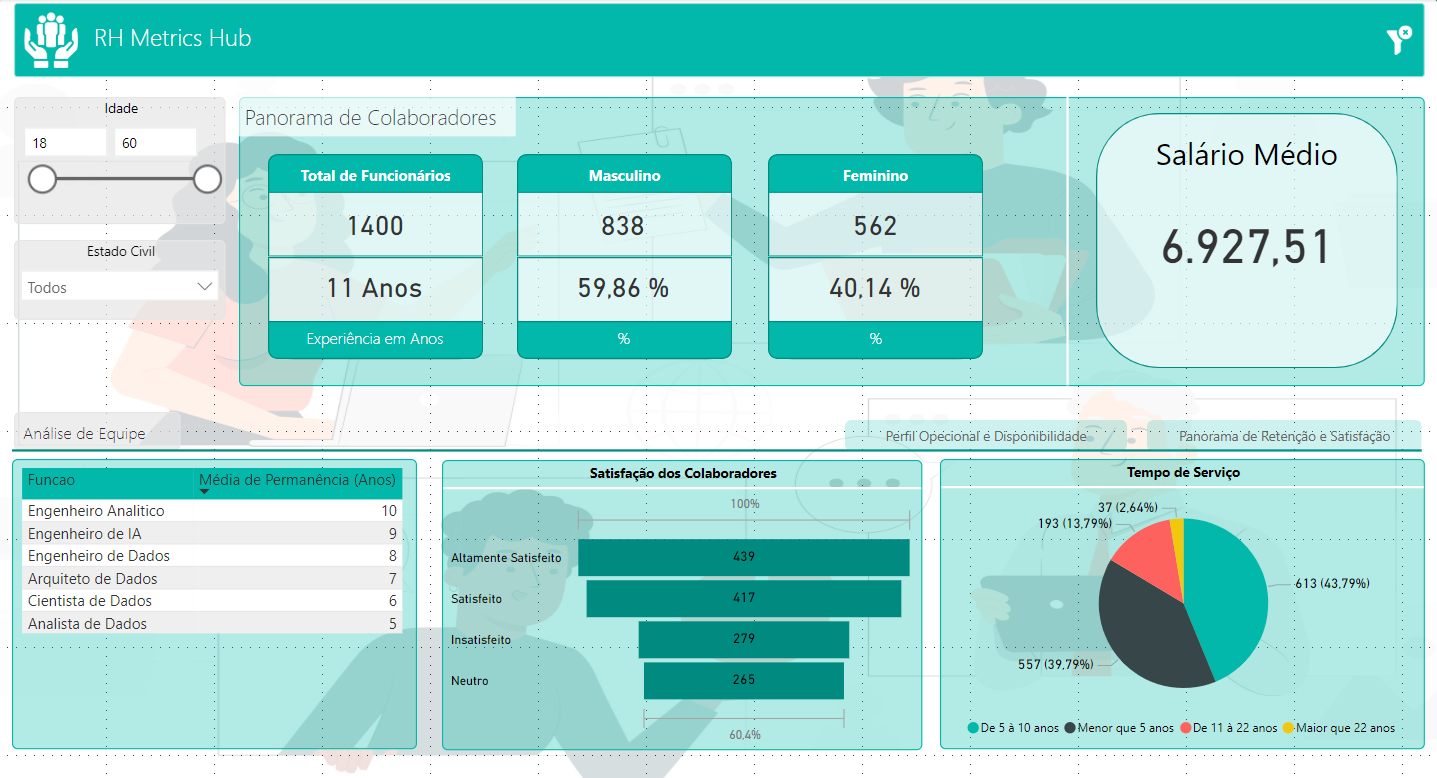 RH Metrics Hub
Idade
18 60
Estado Civil
Todos
Panorama de Colaboradores
Total de Funcionários
1400
11 Anos
Experiência em Anos
Masculino
838
59,86 %
%
Feminino
562
40,14 %
%
Salário Médio
6.927,51
Análise de Equipe
Perfil Opecional e Disponibilidade
Panorama de Retenção e Satisfação
Funcao Média de Permanência (Anos)
Engenheiro Analitico 10
Engenheiro de IA 9
Engenheiro de Dados 8
Arquiteto de Dados 7
Cientista de Dados 6
Analista de Dados 5
Satisfação dos Colaboradores
100%
Altamente Satisfeito 439
Satisfeito 417
Insatisfeito 279
Neutro 265
60,4%
Tempo de Serviço
37 (2,64%)
193 (13,79%)
613 (43,79%)
557 (39,79%)
De 5 à 10 anos Menor que 5 anos De 11 à 22 anos Maior que 22 anos